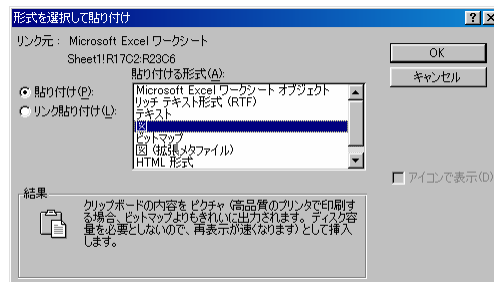 形式を選択して貼り付け
リンク元： Microsoft Excel ワークシート
Sheet1!R17C2:R23C6
貼り付ける形式(A):
貼り付け(P):
リンク貼り付け(L):
Microsoft Excel ワークシート オブジェクト
リッチ テキスト形式 (RTF)
テキスト
図
ビットマップ
図 (拡張メタファイル)
HTML 形式
OK
キャンセル
アイコンで表示(D)
結果
クリップボードの内容を ピクチャ (高品質のプリンタで印刷す
る場合、ビットマップよりもきれいに出力されます。ディスク容
量を必要としないので、再表示が速くなります) として挿入
します。